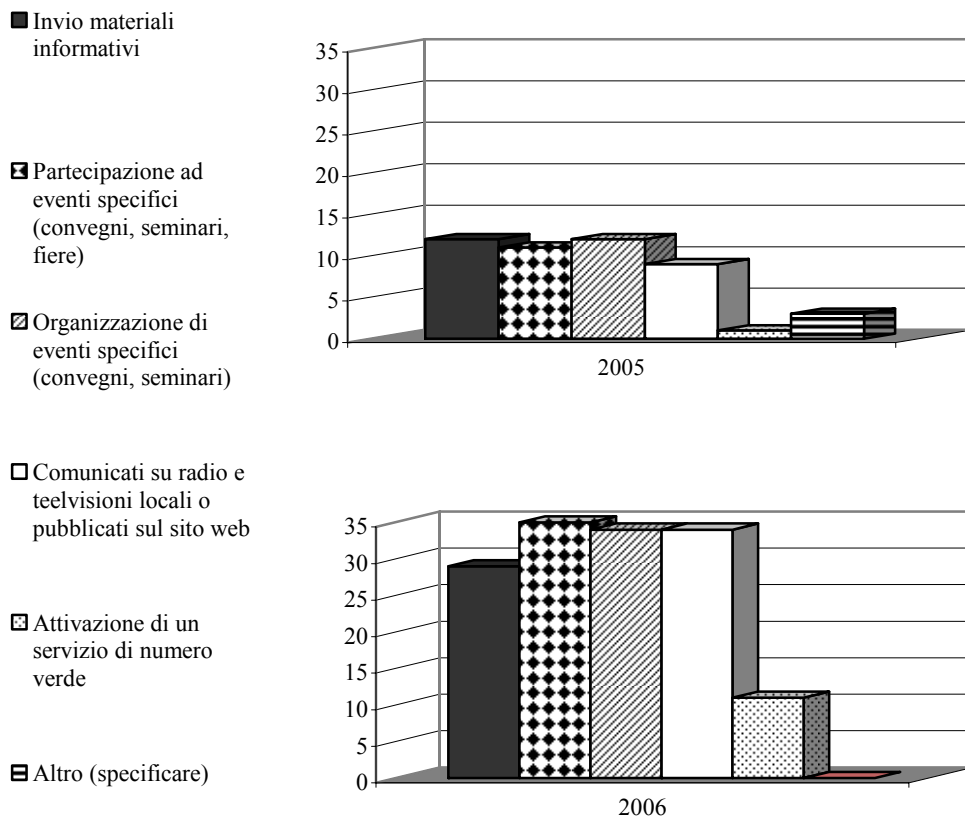 Invio materiali
informativi
Partecipazione ad
eventi specifici
(convegni, seminari,
fiere)
Organizzazione di
eventi specifici
(convegni, seminari)
Comunicati su radio e
teelvisioni locali o
pubblicati sul sito web
Attivazione di un
servizio di numero
verde
Altro (specificare)
35
30
25
20
15
10
5
0
2005
35
30
25
20
15
10
5
0
2006